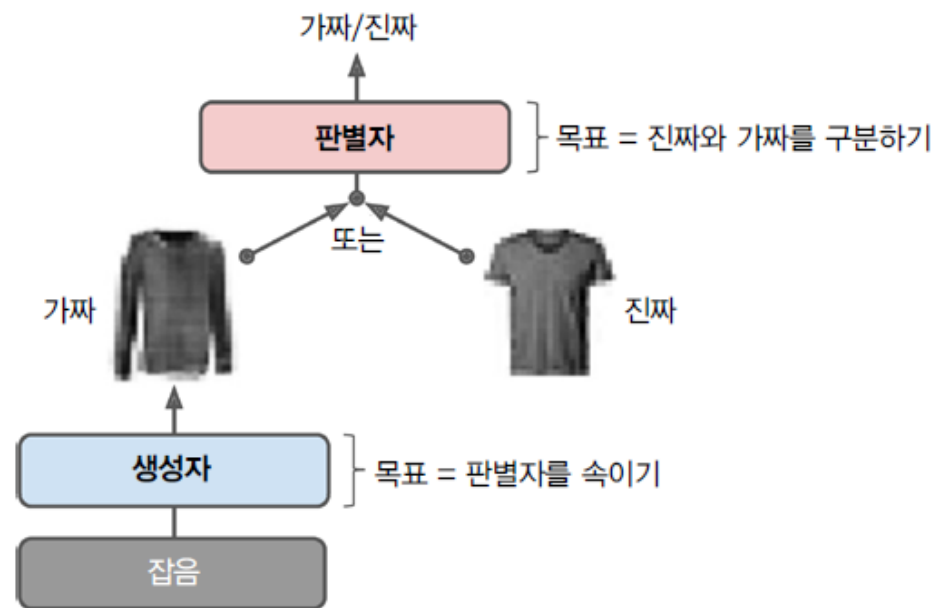 가짜/진짜
판별자
목표 = 진짜와 가짜를 구분하기
또는
가짜
진짜
생성자
목표 = 판별자를 속이기
잡음